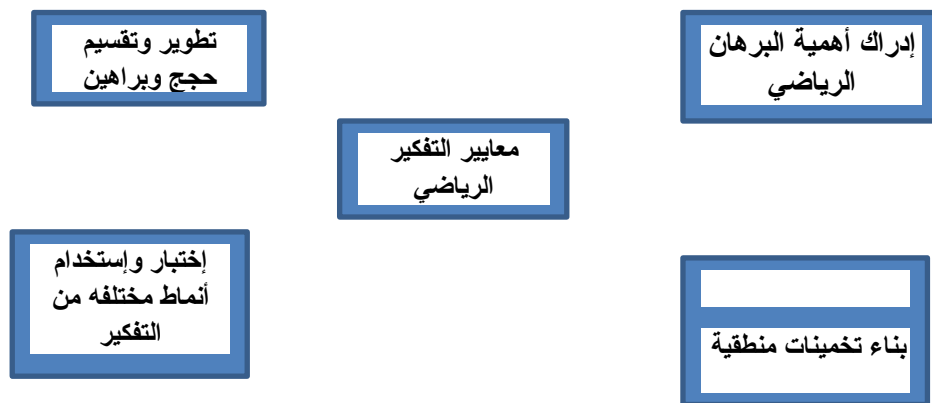 إدراك أهمية البرهان
الرياضي
تطوير وتقسيم
حجج وبراهين
معايير التفكير
الرياضي
بناء تخمينات منطقية
إختبار وإستخدام
أنماط مختلفه من
التفكير